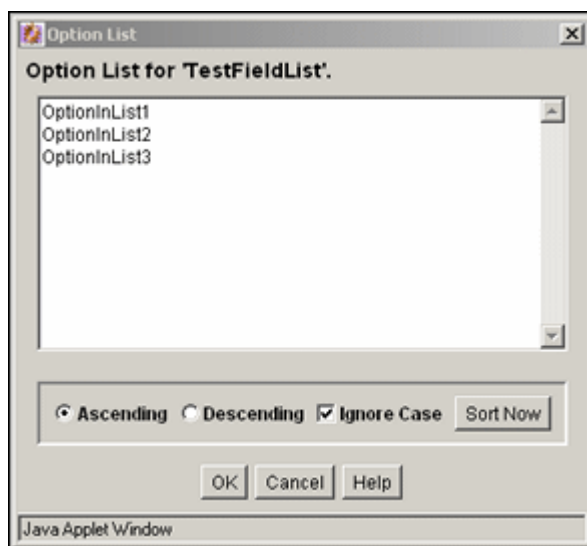 Option List
Option List for 'TestFieldList'.
OptionInList1
OptionInList2
OptionInList3
Ascending Descending Ignore Case Sort Now
OK Cancel Help
Java Applet Window